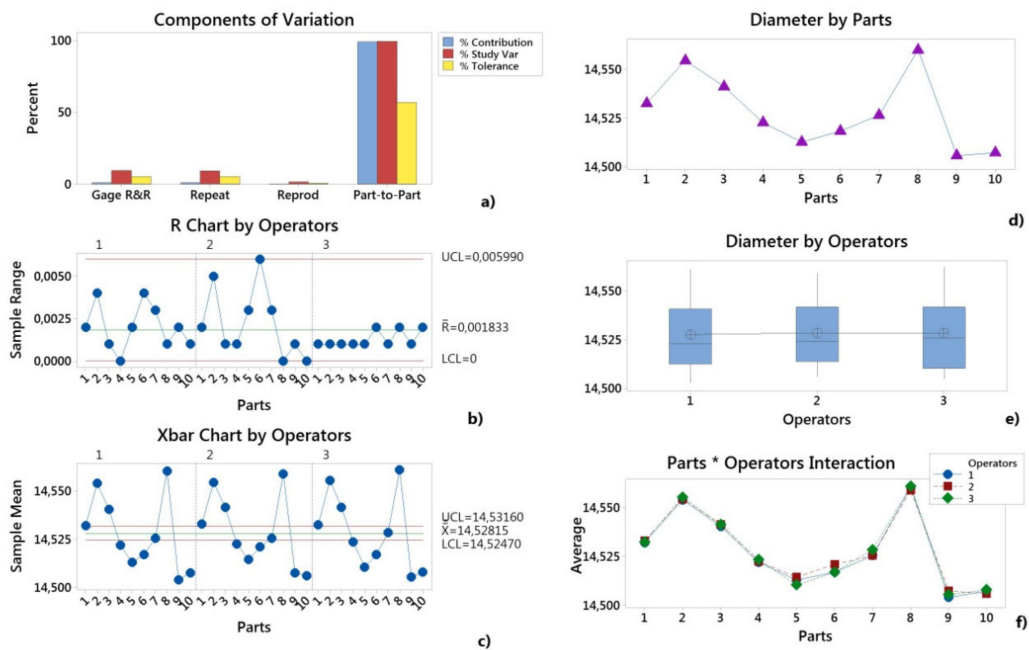 Components of Variation
100
50
0
Percent
% Contribution
% Study Var
% Tolerance
Gage R&R Repeat Reprod Part-to-Part
a)
R Chart by Operators
1 2 3
0,0050
0,0025
0,0000
Sample Range
UCL=0,005990
R̄=0,001833
LCL=0
1 2 3 4 5 6 7 8 9 10 1 2 3 4 5 6 7 8 9 10 1 2 3 4 5 6 7 8 9 10
Parts
b)
Xbar Chart by Operators
1 2 3
14,550
14,525
14,500
Sample Mean
UCL=14,53160
X̿=14,52815
LCL=14,52470
1 2 3 4 5 6 7 8 9 10 1 2 3 4 5 6 7 8 9 10 1 2 3 4 5 6 7 8 9 10
Parts
c)
Diameter by Parts
14,550
14,525
14,500
1 2 3 4 5 6 7 8 9 10
Parts
d)
Diameter by Operators
14,550
14,525
14,500
1 2 3
Operators
e)
Parts * Operators Interaction
Operators
1
2
3
14,550
14,525
14,500
Average
1 2 3 4 5 6 7 8 9 10
Parts
f)